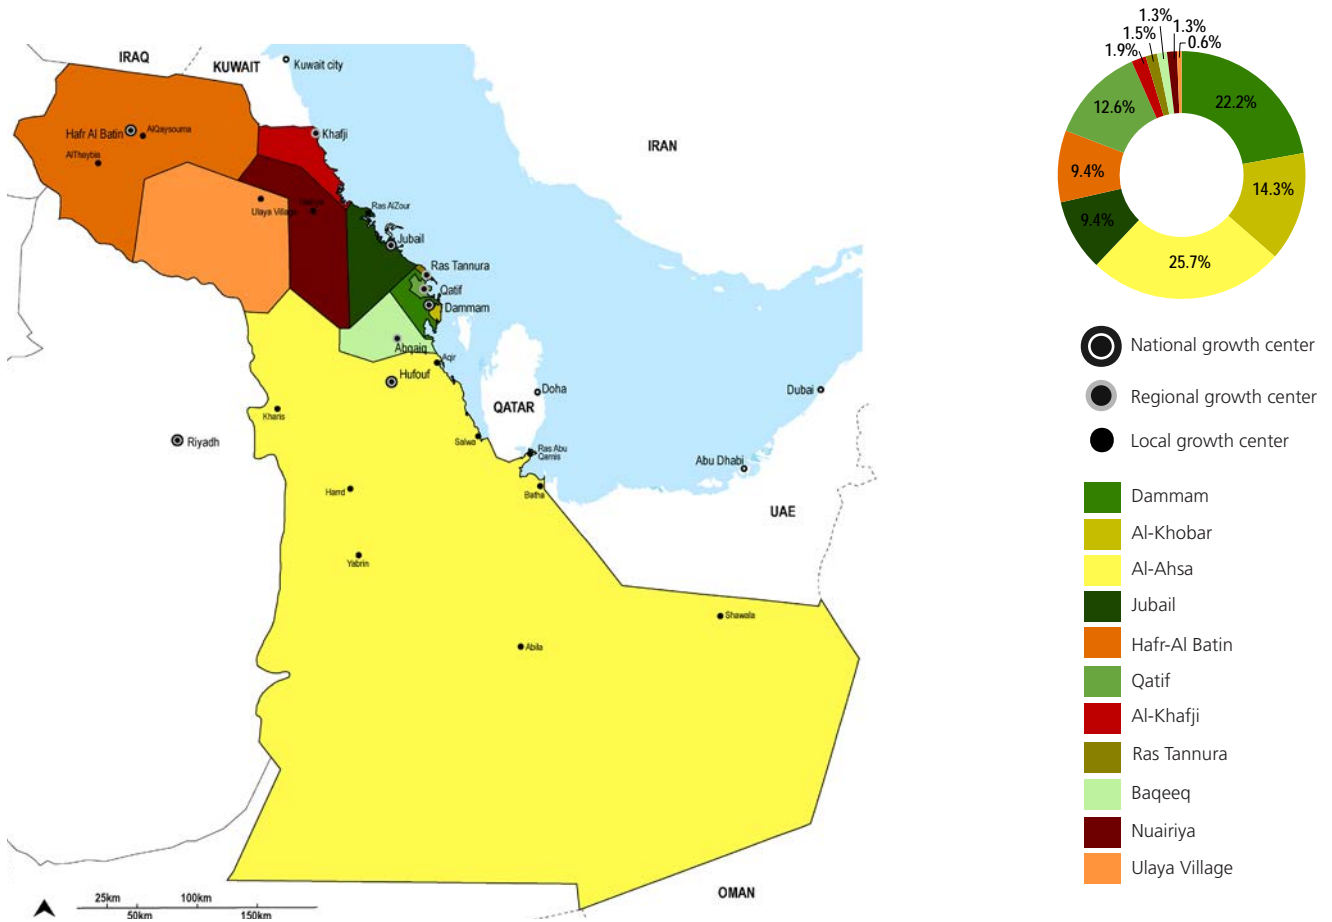 IRAQ
KUWAIT
Kuwait city
Hafr Al Batin
AlQaysouma
AlTheybia
Khafji
IRAN
Ulaya Village
Ras AlZour
Jubail
Ras Tannura
Qatif
Dammam
Abqaiq
Aqir
Hufouf
Doha
Dubai
QATAR
Kharis
Riyadh
Salwa
Ras Abu
Qamis
Abu Dhabi
Batha
UAE
Yabrin
Shawala
Abila
OMAN
25km
100km
50km
150km
1.3%
1.3%
1.5%
0.6%
1.9%
12.6%
22.2%
9.4%
14.3%
9.4%
25.7%
National growth center
Regional growth center
Local growth center
Dammam
Al-Khobar
Al-Ahsa
Jubail
Hafr-Al Batin
Qatif
Al-Khafji
Ras Tannura
Baqeeq
Nuairiya
Ulaya Village